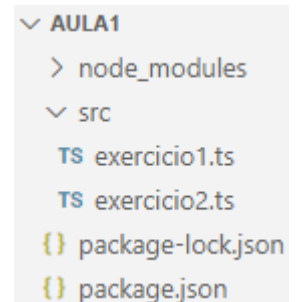 AULA1
node_modules
src
TS exercicio1.ts
TS exercicio2.ts
{} package-lock.json
{} package.json